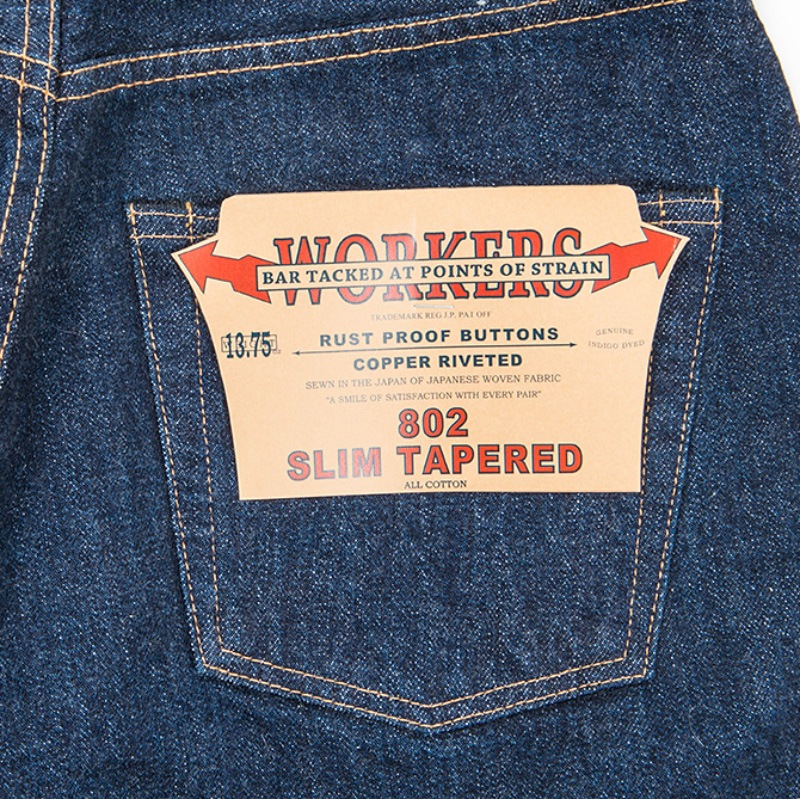 WORKERS
BAR TACKED AT POINTS OF STRAIN
TRADEMARK REG J.P. PAT OFF
13.75
RUST PROOF BUTTONS
GENUINE
INDIGO DYED
COPPER RIVETED
SEWN IN THE JAPAN OF JAPANESE WOVEN FABRIC
"A SMILE OF SATISFACTION WITH EVERY PAIR"
802
SLIM TAPERED
ALL COTTON